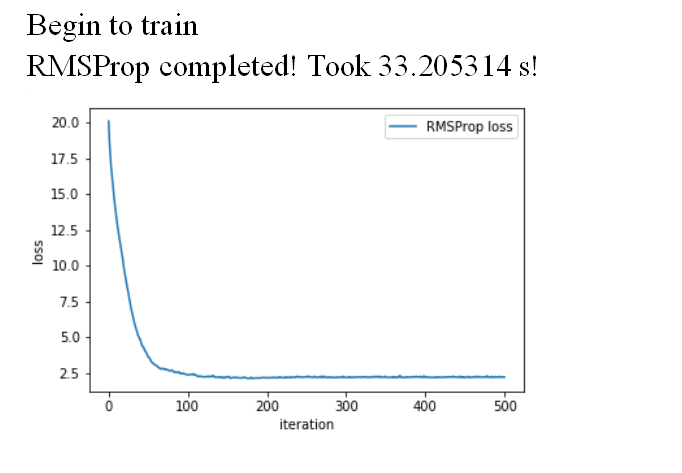 Begin to train
RMSProp completed! Took 33.205314 s!
RMSProp loss
20.0
17.5
15.0
12.5
10.0
7.5
5.0
2.5
loss
0 100 200 300 400 500
iteration